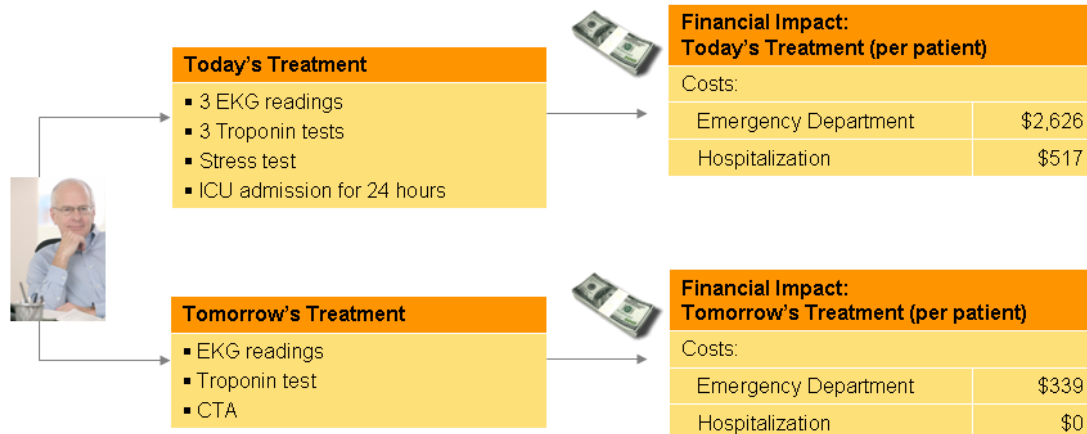 Today's Treatment
▪ 3 EKG readings
▪ 3 Troponin tests
▪ Stress test
▪ ICU admission for 24 hours
Financial Impact:
Today's Treatment (per patient)
Costs:
Emergency Department $2,626
Hospitalization $517
Tomorrow's Treatment
▪ EKG readings
▪ Troponin test
▪ CTA
Financial Impact:
Tomorrow's Treatment (per patient)
Costs:
Emergency Department $339
Hospitalization $0